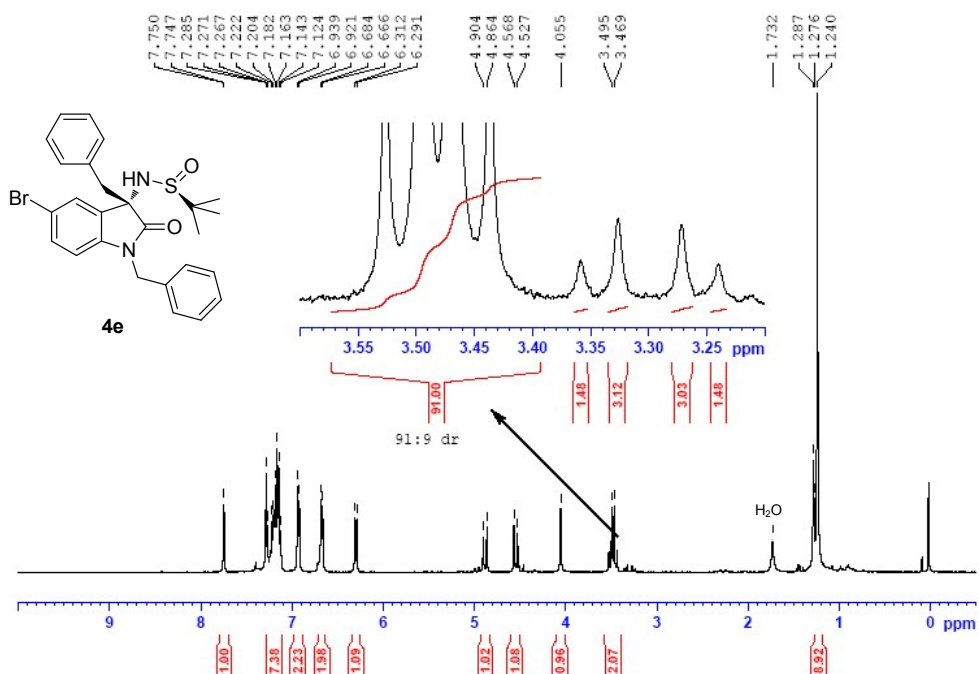 7.750 7.747 7.285 7.271 7.267 7.222 7.204 7.182 7.163 7.143 7.124 6.939 6.921 6.684 6.666 6.312 6.291 4.904 4.864 4.568 4.527 4.055 3.495 3.469 1.732 1.287 1.276 1.240
HN
O
S
Br
O
N
4e
3.55 3.50 3.45 3.40 3.35 3.30 3.25 ppm
91.00 1.48 3.12 3.03 1.48
91:9 dr
H₂O
9 8 7 6 5 4 3 2 1 0 ppm
1.00 7.38 2.23 1.98 1.09 1.02 1.08 0.96 2.07 8.92